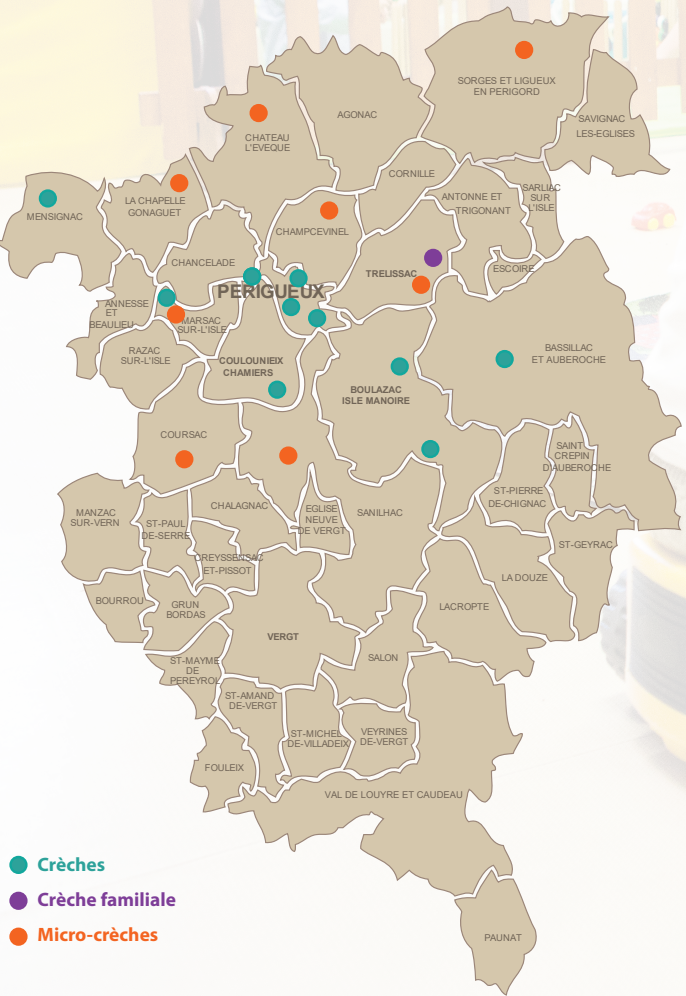 SORGES ET LIGUEUX
EN PERIGORD
AGONAC
SAVIGNAC
LES-EGLISES
CHATEAU
L'EVEQUE
CORNILLE
SARLIAC
SUR
L'ISLE
ANTONNE ET
TRIGONANT
LA CHAPELLE
GONAGUET
MENSIGNAC
CHAMPCEVINEL
CHANCELADE
TRELISSAC
ESCOIRE
PERIGUEUX
ANNESSE
ET
BEAULIEU
MARSAC
SUR-L'ISLE
RAZAC
SUR-L'ISLE
COULOUNIEIX
CHAMIERS
BASSILLAC
ET AUBEROCHE
BOULAZAC
ISLE MANOIRE
COURSAC
SAINT
CREPIN
D'AUBEROCHE
ST-PIERRE
DE-CHIGNAC
MANZAC
SUR-VERN
ST-PAUL
DE-SERRE
CHALAGNAC
EGLISE
NEUVE
DE VERGT
SANILHAC
ST-GEYRAC
CREYSSENSAC
ET-PISSOT
LA DOUZE
BOURROU
GRUN
BORDAS
LACROPTE
VERGT
SALON
ST-MAYME
DE
PEREYROL
ST-AMAND
DE-VERGT
ST-MICHEL
DE-VILLADEIX
VEYRINES
DE-VERGT
FOULEIX
VAL DE LOUYRE ET CAUDEAU
PAUNAT
Crèches
Crèche familiale
Micro-crèches